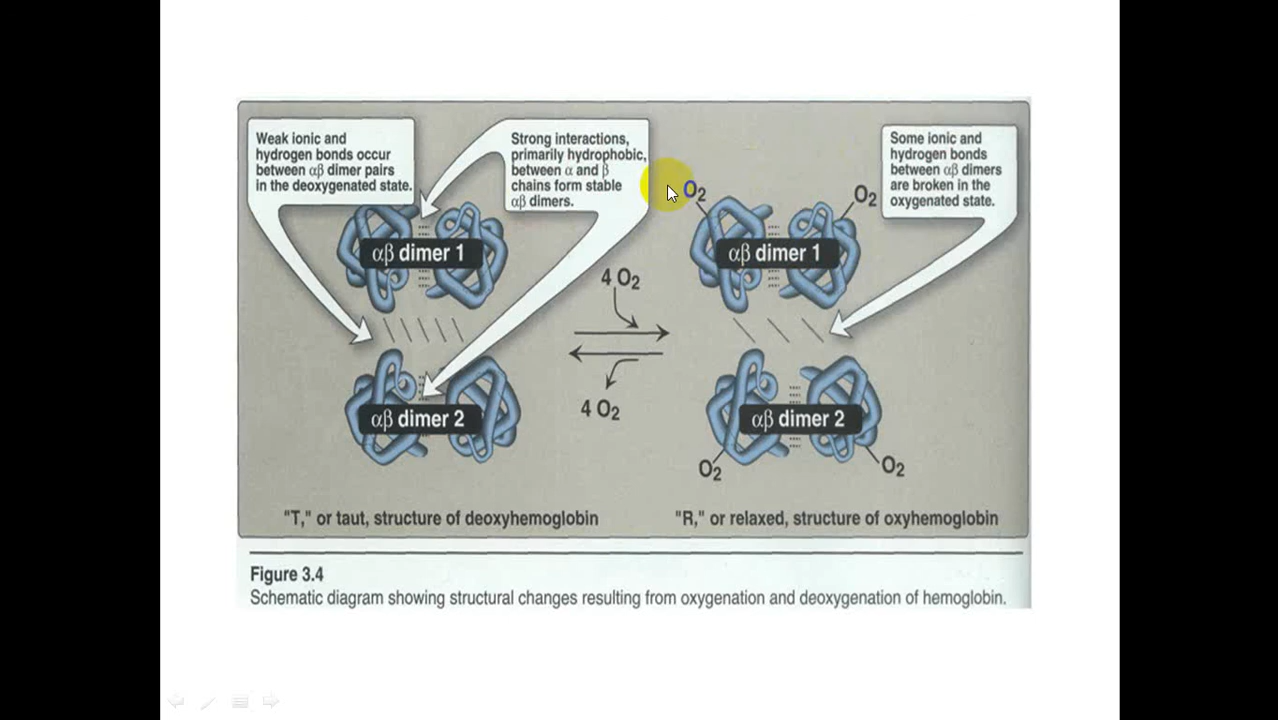 Weak ionic and
hydrogen bonds occur
between αβ dimer pairs
in the deoxygenated state.
Strong interactions,
primarily hydrophobic,
between α and β
chains form stable
αβ dimers.
Some ionic and
hydrogen bonds
between αβ dimers
are broken in the
oxygenated state.
O2
O2
αβ dimer 1
αβ dimer 1
4 O2
4 O2
αβ dimer 2
αβ dimer 2
O2
O2
"T," or taut, structure of deoxyhemoglobin
"R," or relaxed, structure of oxyhemoglobin
Figure 3.4
Schematic diagram showing structural changes resulting from oxygenation and deoxygenation of hemoglobin.